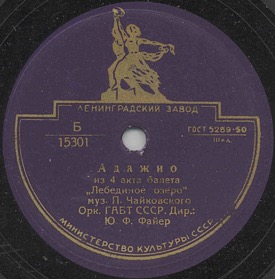 ЛЕНИНГРАДСКИЙ ЗАВОД
Б
15301
ГОСТ 5289-50
Адажио
из 4 акта балета
„Лебединое озеро"
муз. П. Чайковского
Орк. ГАБТ СССР. Дир.:
Ю. Ф. Файер
МИНИСТЕРСТВО КУЛЬТУРЫ СССР